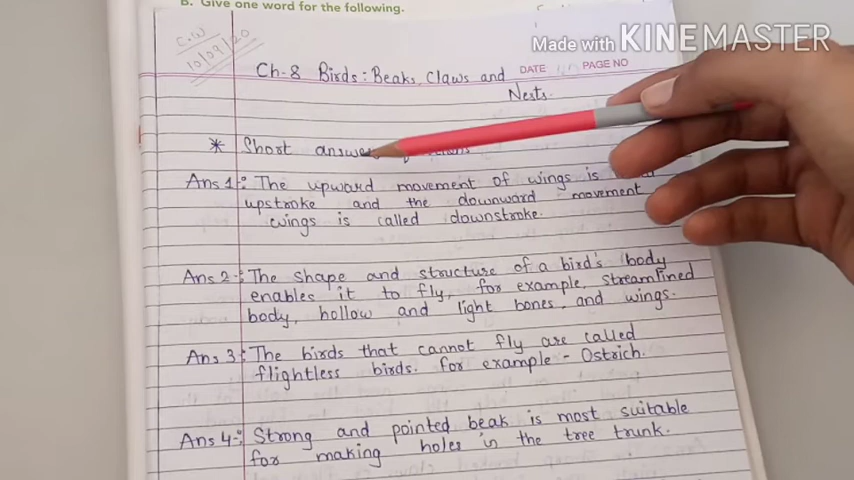 B. Give one word for the following.
Made with KINEMASTER
C.W
10/09/20
DATE
PAGE NO
Ch-8 Birds: Beaks, Claws and
Nests.
* Short answer
Ans 1: The upward movement of wings is
upstroke and the downward movement
wings is called downstroke.
Ans 2-: The shape and structure of a bird's body
enables it to fly, for example, streamlined
body, hollow and light bones, and wings.
Ans 3: The birds that cannot fly are called
flightless birds. for example - Ostrich.
Ans 4-: Strong and pointed beak is most suitable
for making holes in the tree trunk.